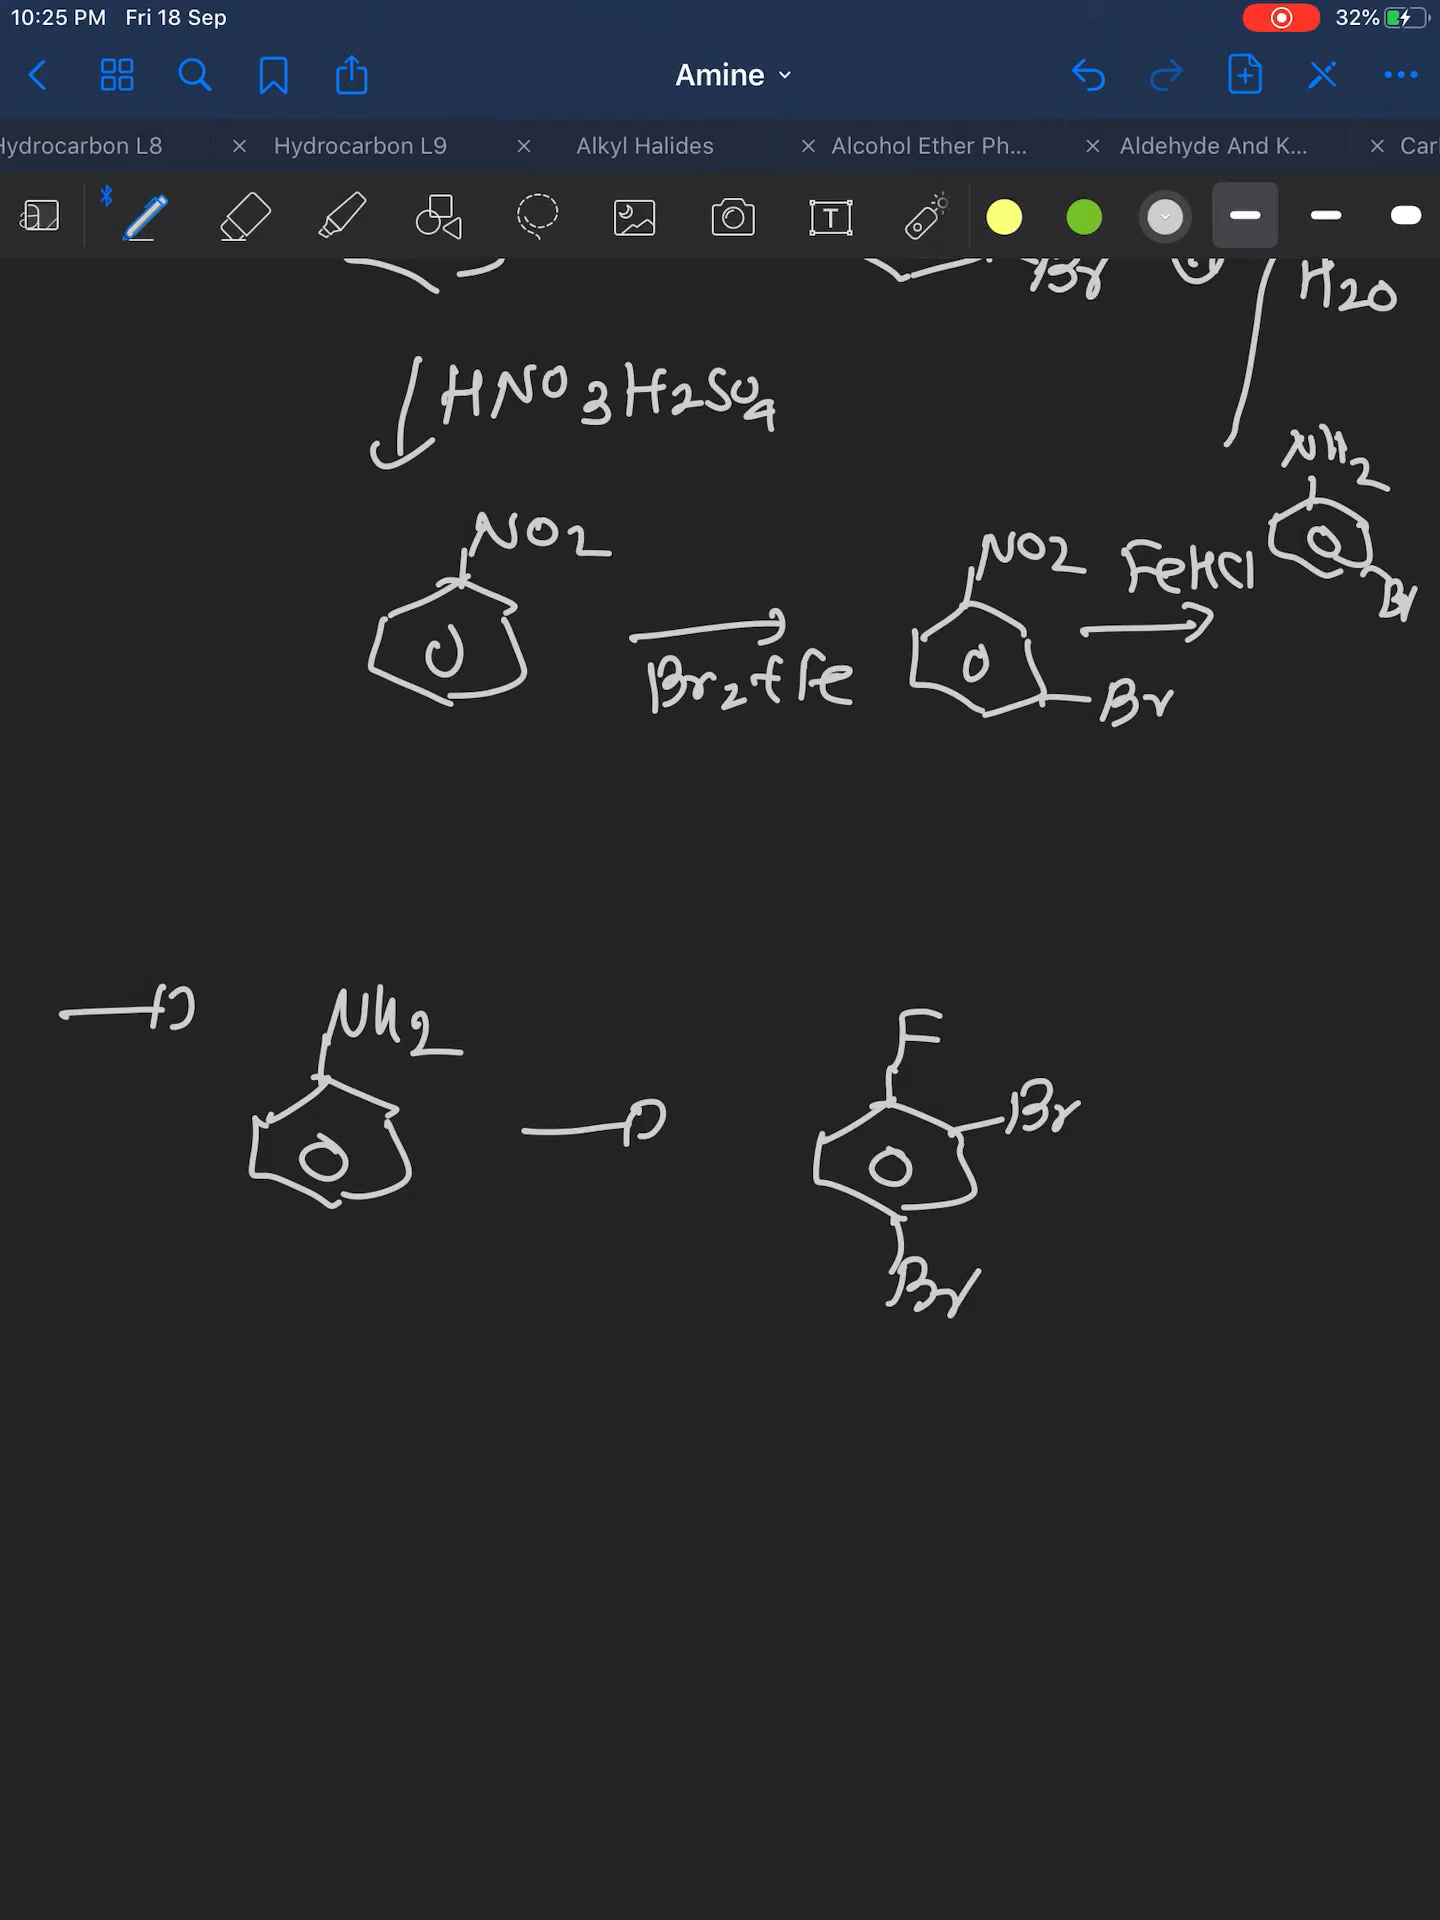 10:25 PM Fri 18 Sep 32%
Amine
Hydrocarbon L8 × Hydrocarbon L9 × Alkyl Halides × Alcohol Ether Ph... × Aldehyde And K... × Car
T
Br H2O
HNO3 H2SO4
NH2
NO2 NO2 FeHCl
Br
Br2+Fe Br
NH2 F
Br
Br